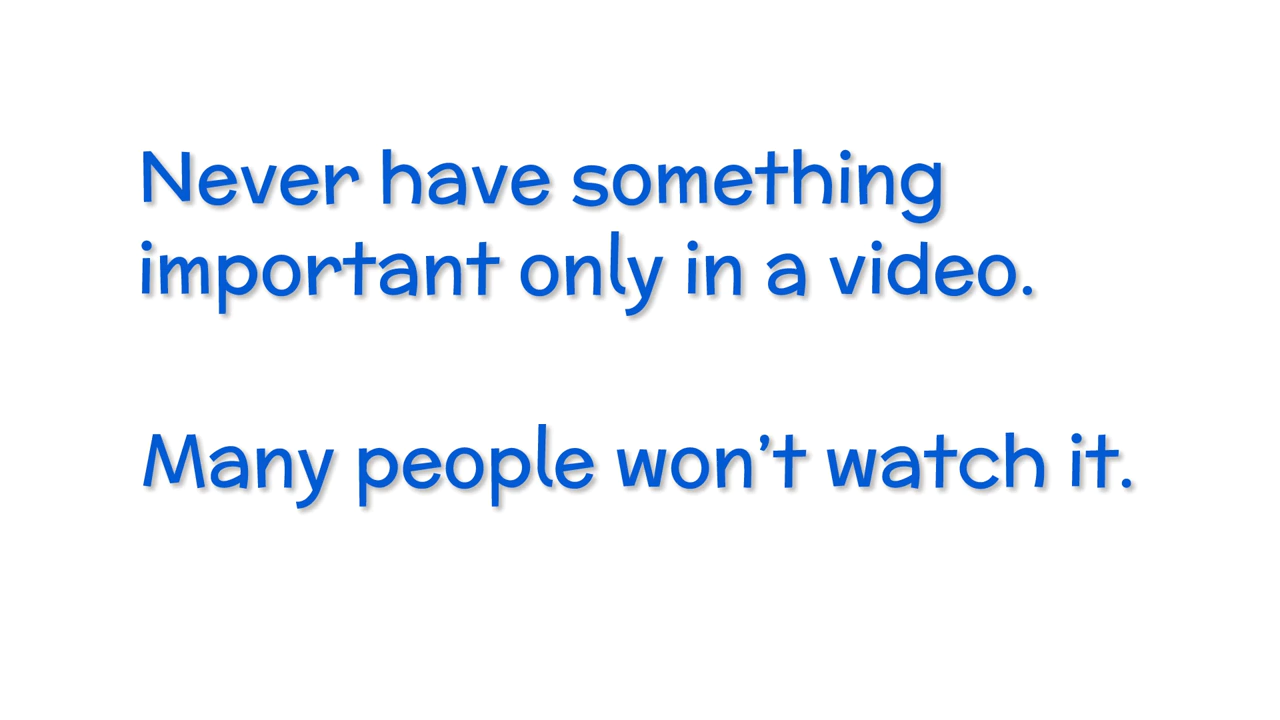 Never have something
important only in a video.
Many people won’t watch it.